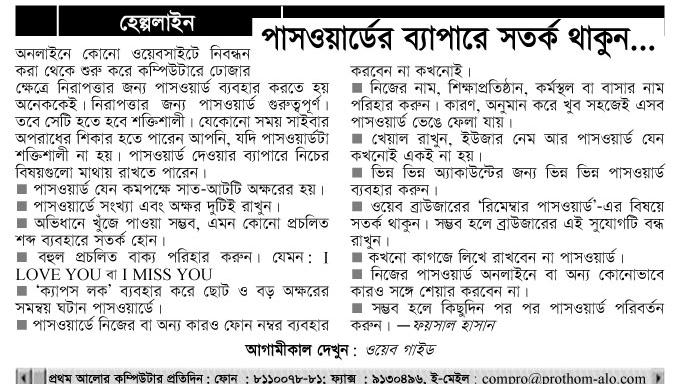 হেল্পলাইন
পাসওয়ার্ডের ব্যাপারে সতর্ক থাকুন...
অনলাইনে কোনো ওয়েবসাইটে নিবন্ধন
করা থেকে শুরু করে কম্পিউটারে ঢোকার
ক্ষেত্রে নিরাপত্তার জন্য পাসওয়ার্ড ব্যবহার করতে হয়
অনেককেই। নিরাপত্তার জন্য পাসওয়ার্ড গুরুত্বপূর্ণ।
তবে সেটি হতে হবে শক্তিশালী। যেকোনো সময় সাইবার
অপরাধের শিকার হতে পারেন আপনি, যদি পাসওয়ার্ডটা
শক্তিশালী না হয়। পাসওয়ার্ড দেওয়ার ব্যাপারে নিচের
বিষয়গুলো মাথায় রাখতে পারেন।
■ পাসওয়ার্ড যেন কমপক্ষে সাত-আটটি অক্ষরের হয়।
■ পাসওয়ার্ডে সংখ্যা এবং অক্ষর দুটিই রাখুন।
■ অভিধানে খুঁজে পাওয়া সম্ভব, এমন কোনো প্রচলিত
শব্দ ব্যবহারে সতর্ক হোন।
■ বহুল প্রচলিত বাক্য পরিহার করুন। যেমন: I
LOVE YOU বা I MISS YOU
■ ‘ক্যাপস লক’ ব্যবহার করে ছোট ও বড় অক্ষরের
সমন্বয় ঘটান পাসওয়ার্ডে।
■ পাসওয়ার্ডে নিজের বা অন্য কারও ফোন নম্বর ব্যবহার
করবেন না কখনোই।
■ নিজের নাম, শিক্ষাপ্রতিষ্ঠান, কর্মস্থল বা বাসার নাম
পরিহার করুন। কারণ, অনুমান করে খুব সহজেই এসব
পাসওয়ার্ড ভেঙে ফেলা যায়।
■ খেয়াল রাখুন, ইউজার নেম আর পাসওয়ার্ড যেন
কখনোই একই না হয়।
■ ভিন্ন ভিন্ন অ্যাকাউন্টের জন্য ভিন্ন ভিন্ন পাসওয়ার্ড
ব্যবহার করুন।
■ ওয়েব ব্রাউজারের ‘রিমেম্বার পাসওয়ার্ড’-এর বিষয়ে
সতর্ক থাকুন। সম্ভব হলে ব্রাউজারের এই সুযোগটি বন্ধ
রাখুন।
■ কখনো কাগজে লিখে রাখবেন না পাসওয়ার্ড।
■ নিজের পাসওয়ার্ড অনলাইনে বা অন্য কোনোভাবে
কারও সঙ্গে শেয়ার করবেন না।
■ সম্ভব হলে কিছুদিন পর পর পাসওয়ার্ড পরিবর্তন
করুন। —ফয়সাল হাসান
আগামীকাল দেখুন : ওয়েব গাইড
প্রথম আলোর কম্পিউটার প্রতিদিন : ফোন : ৮১১০০৭৮-৮১; ফ্যাক্স : ৯১৩০৪৯৬, ই-মেইল : compro@prothom-alo.com